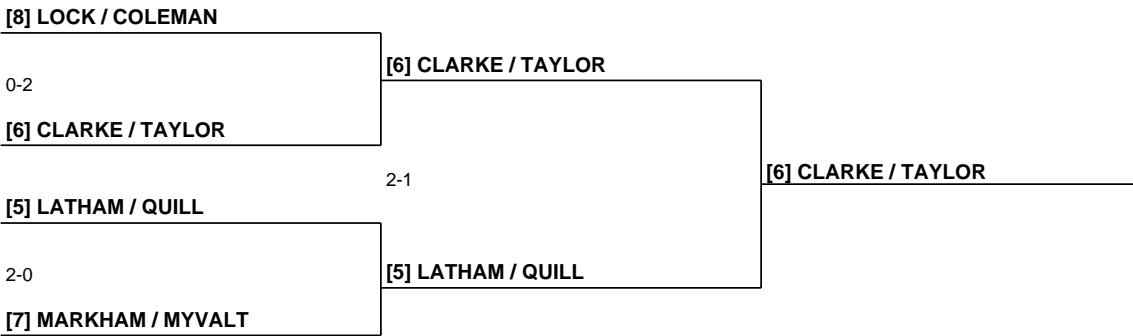 [8] LOCK / COLEMAN
0-2
[6] CLARKE / TAYLOR
[6] CLARKE / TAYLOR
[5] LATHAM / QUILL
2-0
[7] MARKHAM / MYVALT
[5] LATHAM / QUILL
2-1
[6] CLARKE / TAYLOR